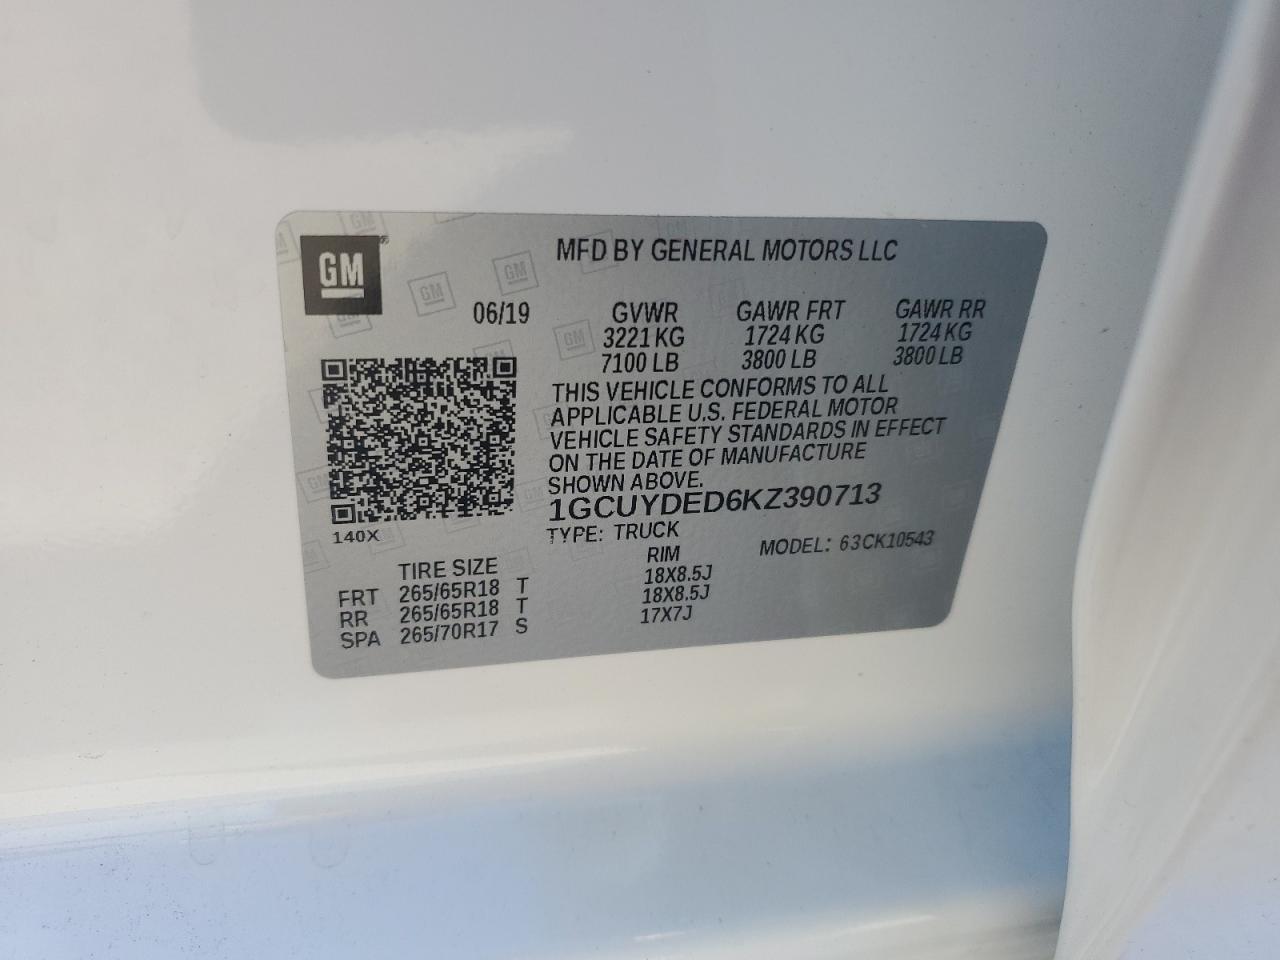 GM
MFD BY GENERAL MOTORS LLC
06/19 GVWR GAWR FRT GAWR RR
3221 KG 1724 KG 1724 KG
7100 LB 3800 LB 3800 LB
THIS VEHICLE CONFORMS TO ALL
APPLICABLE U.S. FEDERAL MOTOR
VEHICLE SAFETY STANDARDS IN EFFECT
ON THE DATE OF MANUFACTURE
SHOWN ABOVE.
1GCUYDED6KZ390713
140X
TYPE: TRUCK
MODEL: 63CK10543
TIRE SIZE RIM
FRT 265/65R18 T 18X8.5J
RR 265/65R18 T 18X8.5J
SPA 265/70R17 S 17X7J